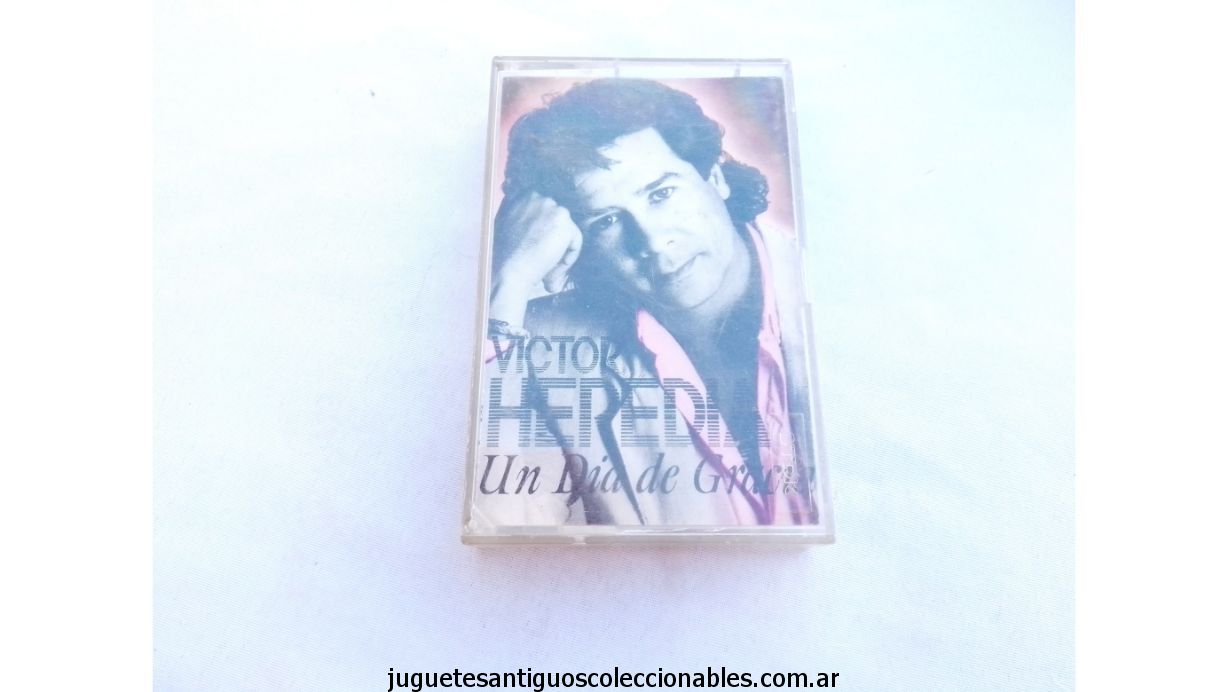 VICTOR
HEREDIA
Un Dia de Gracia
juguetesantiguoscoleccionables.com.ar